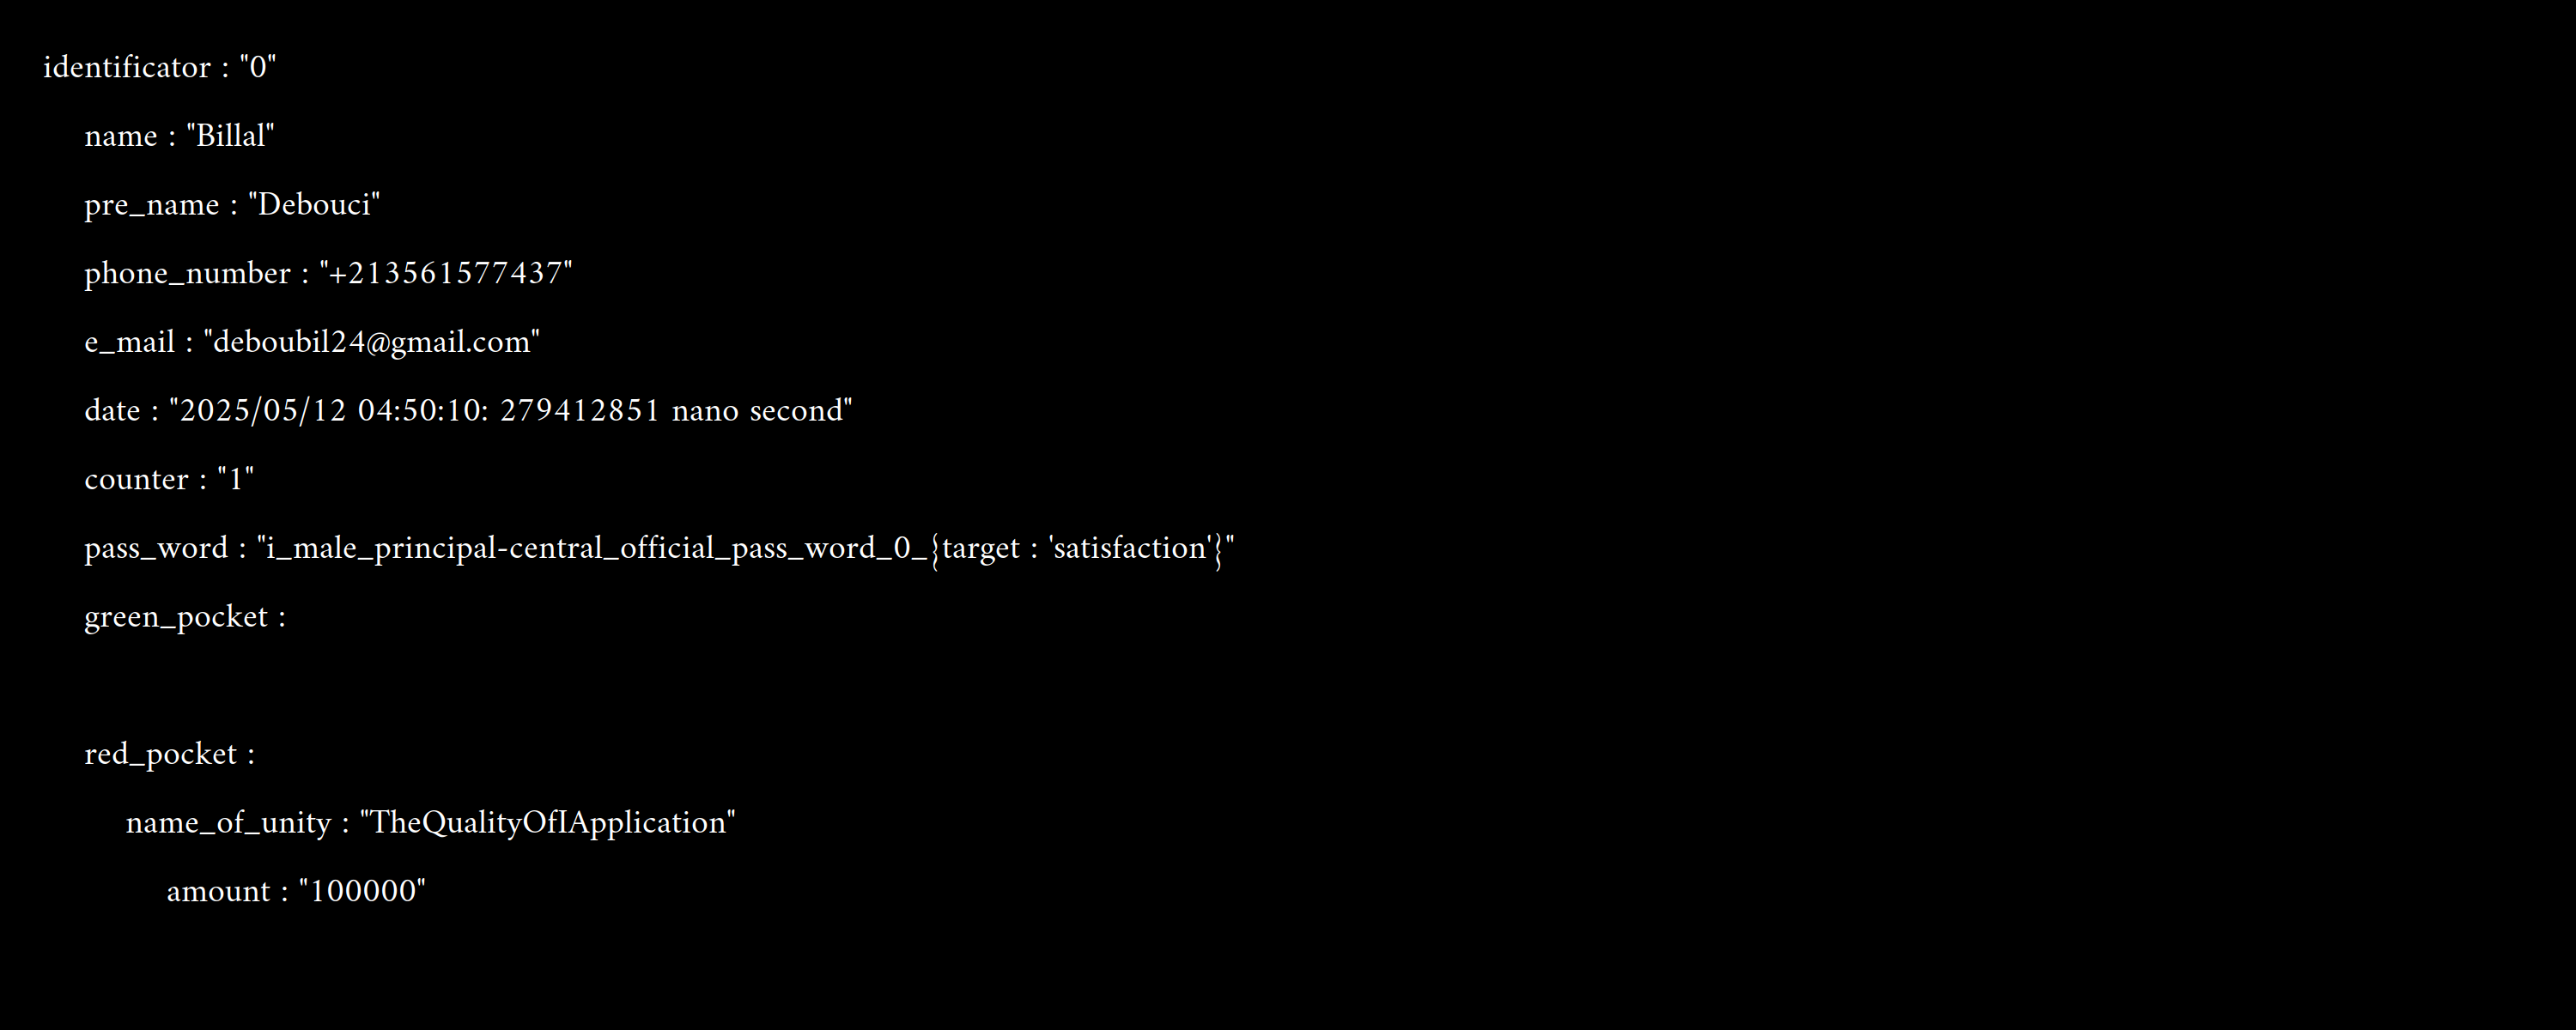 identificator : "0"
name : "Billal"
pre_name : "Debouci"
phone_number : "+213561577437"
e_mail : "deboubil24@gmail.com"
date : "2025/05/12 04:50:10: 279412851 nano second"
counter : "1"
pass_word : "i_male_principal-central_official_pass_word_0_{target : 'satisfaction'}"
green_pocket :
red_pocket :
name_of_unity : "TheQualityOfIApplication"
amount : "100000"